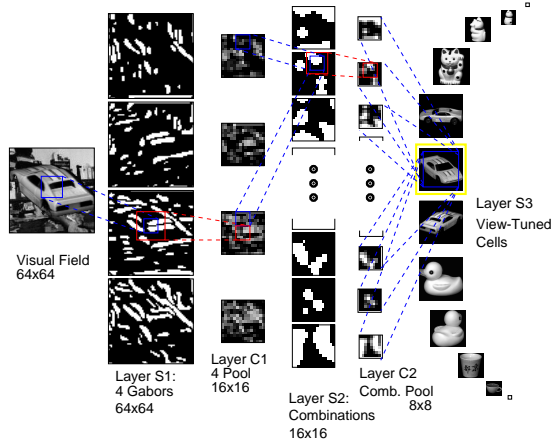 Visual Field
64x64
Layer S1:
4 Gabors
64x64
Layer C1
4 Pool
16x16
Layer S2:
Combinations
16x16
Layer C2
Comb. Pool
8x8
Layer S3
View-Tuned
Cells